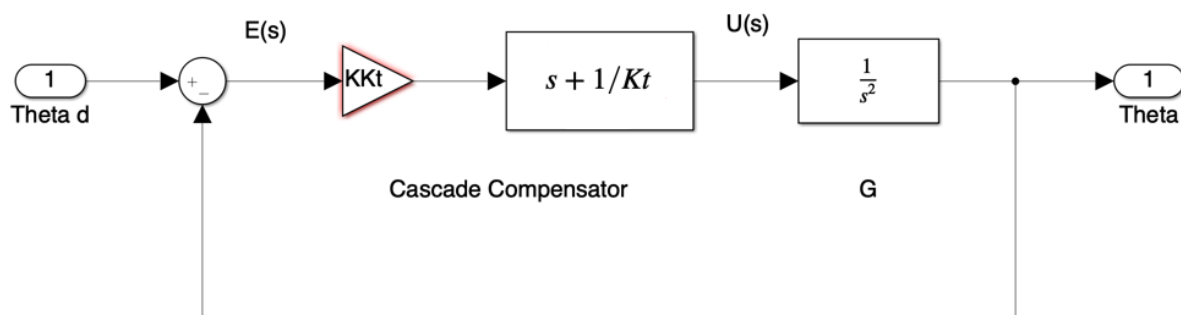 E(s)
U(s)
1
+
−
KKt
s + 1/Kt
1
s²
1
Theta d
Theta
Cascade Compensator
G